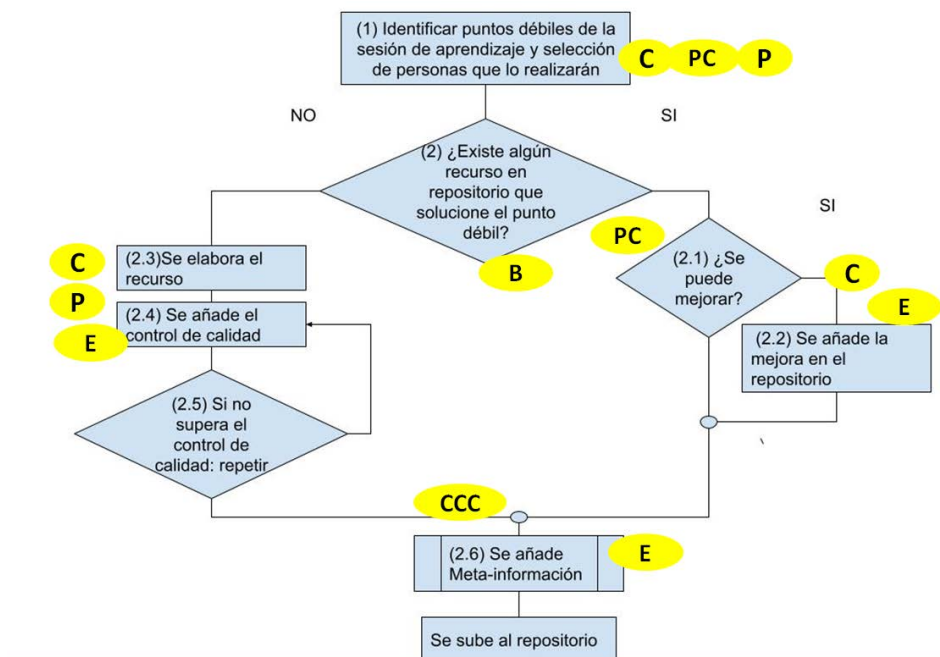 (1) Identificar puntos débiles de la
sesión de aprendizaje y selección
de personas que lo realizarán
C
PC
P
NO
SI
(2) ¿Existe algún
recurso en
repositorio que
solucione el punto
débil?
B
SI
PC
(2.1) ¿Se
puede
mejorar?
C
E
(2.2) Se añade la
mejora en el
repositorio
C
(2.3)Se elabora el
recurso
P
(2.4) Se añade el
control de calidad
E
(2.5) Si no
supera el
control de
calidad: repetir
CCC
(2.6) Se añade
Meta-información
E
Se sube al repositorio